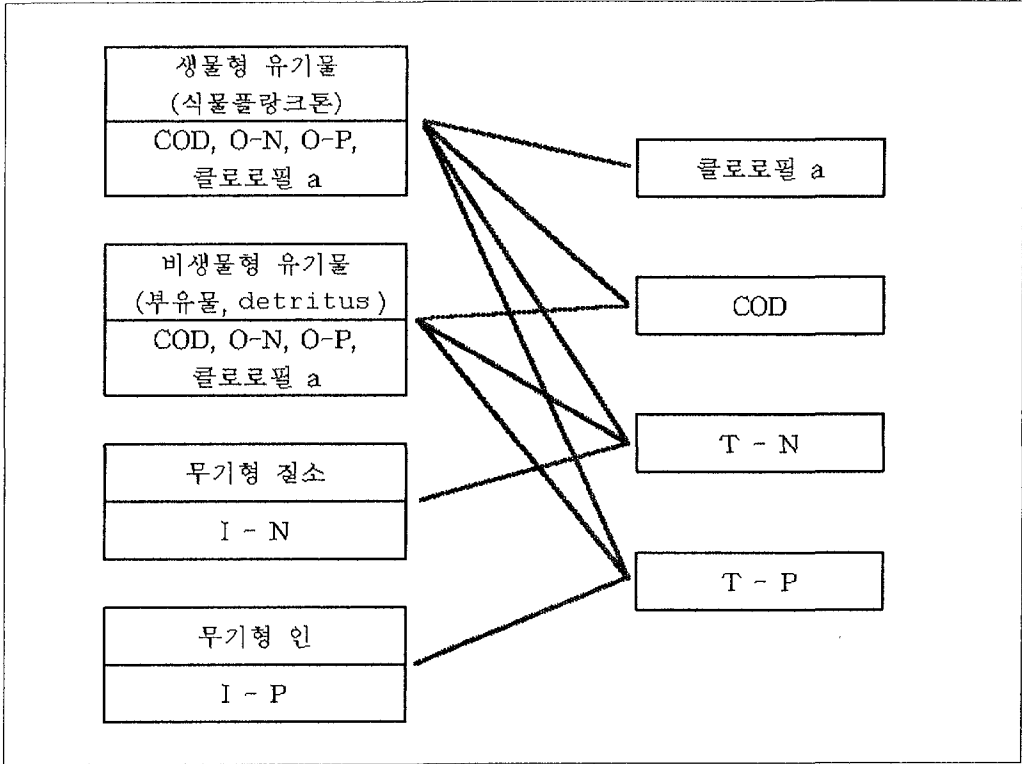 생물형 유기물
(식물플랑크톤)
COD, O-N, O-P,
클로로필 a
비생물형 유기물
(부유물, detritus)
COD, O-N, O-P,
클로로필 a
무기형 질소
I - N
무기형 인
I - P
클로로필 a
COD
T - N
T - P